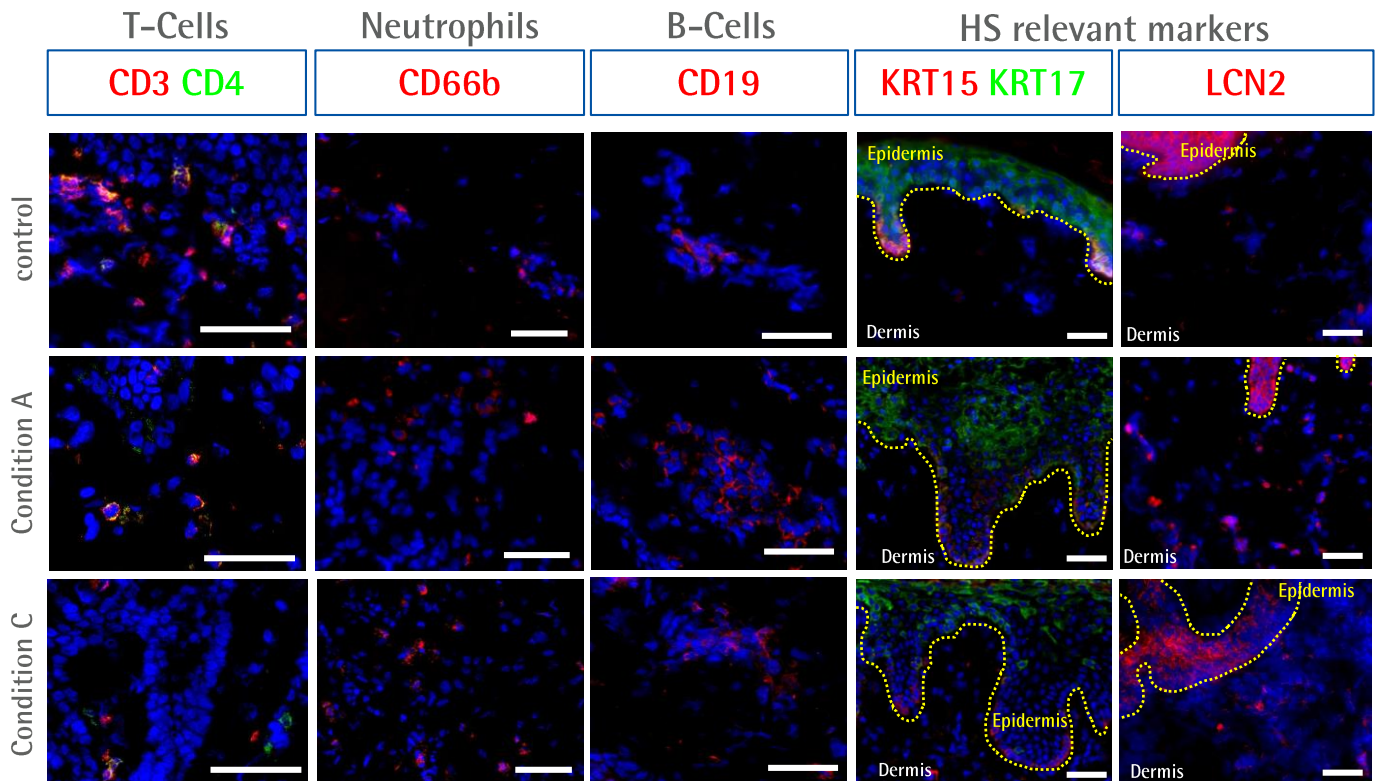 T-Cells
Neutrophils
B-Cells
HS relevant markers
CD3 CD4
CD66b
CD19
KRT15 KRT17
LCN2
control
Epidermis
Dermis
Epidermis
Dermis
Condition A
Epidermis
Dermis
Dermis
Condition C
Epidermis
Dermis
Epidermis
Dermis